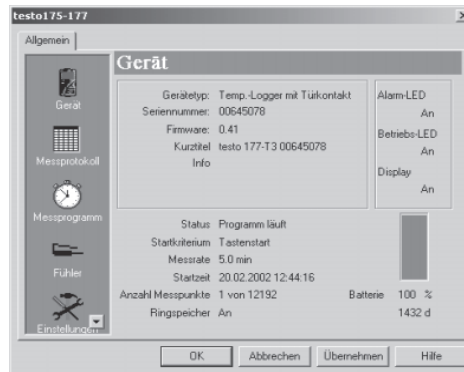 testo175-177
Allgemein
Gerät
Gerät
Messprotokoll
Messprogramm
Fühler
Einstellungen
Gerätetyp: Temp.-Logger mit Türkontakt
Seriennummer: 00645078
Firmware: 0.41
Kurztitel testo 177-T3 00645078
Info
Alarm-LED
An
Betriebs-LED
An
Display
An
Status Programm läuft
Startkriterium Tastenstart
Messrate 5.0 min
Startzeit 20.02.2002 12:44:16
Anzahl Messpunkte 1 von 12192
Ringspeicher An
Batterie 100 %
1432 d
OK Abbrechen Übernehmen Hilfe